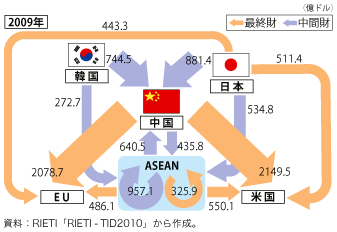 (億ドル)
2009年
最終財
中間財
443.3
744.5
881.4
511.4
韓国
日本
272.7
中国
534.8
640.5
435.8
ASEAN
2078.7
957.1
325.9
2149.5
EU
486.1
550.1
米国
資料:RIETI「RIETI-TID2010」から作成。